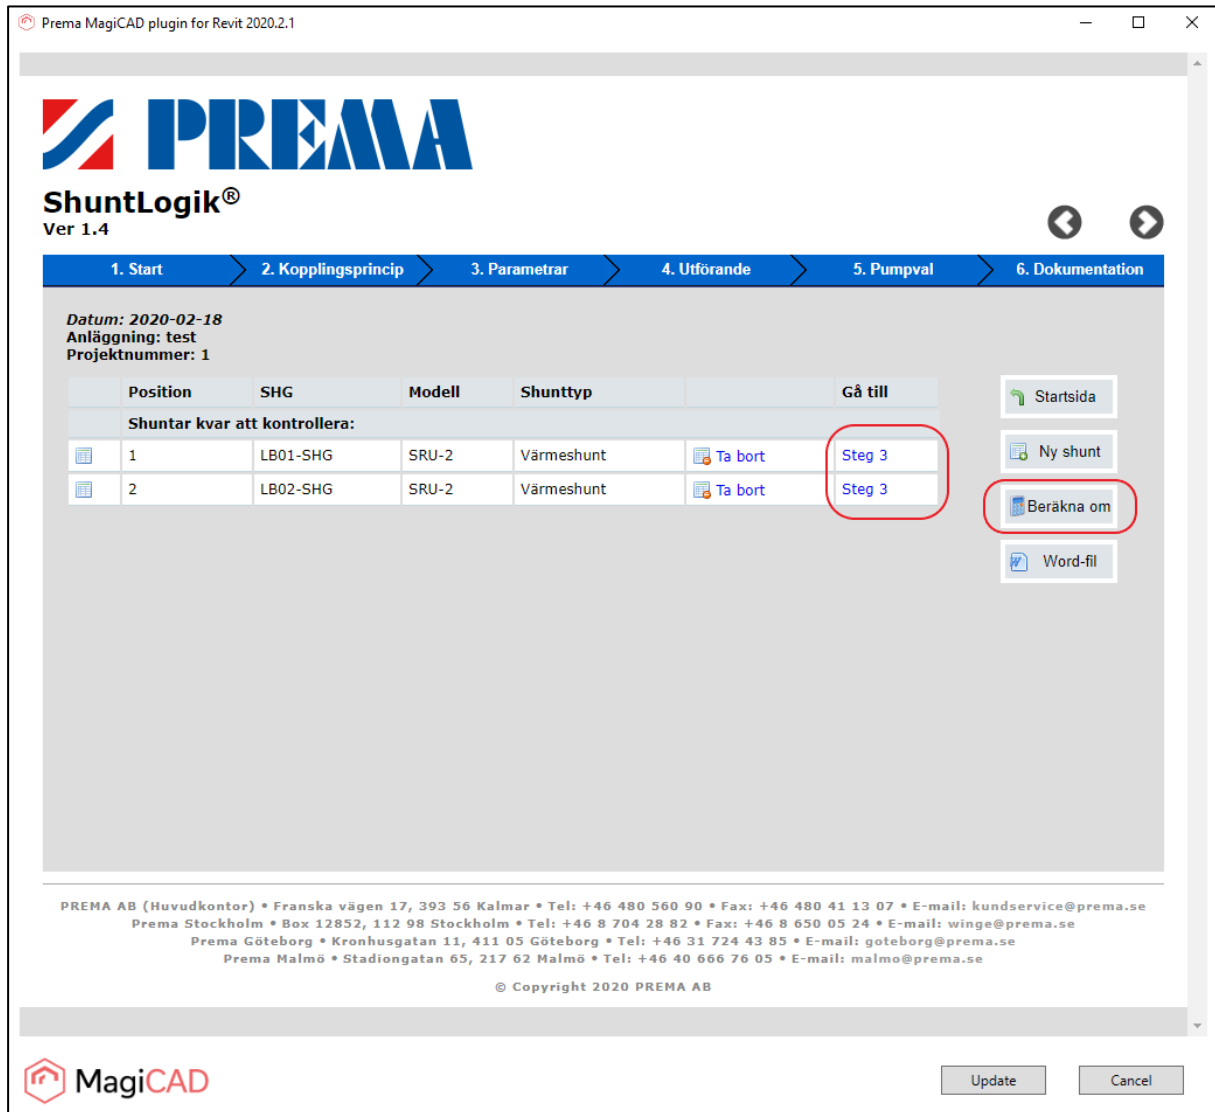 Prema MagiCAD plugin for Revit 2020.2.1
PREMA
ShuntLogik®
Ver 1.4
1. Start 2. Kopplingsprincip 3. Parametrar 4. Utförande 5. Pumpval 6. Dokumentation
Datum: 2020-02-18
Anläggning: test
Projektnummer: 1
Position SHG Modell Shunttyp Gå till
Shuntar kvar att kontrollera:
1 LB01-SHG SRU-2 Värmeshunt Ta bort Steg 3
2 LB02-SHG SRU-2 Värmeshunt Ta bort Steg 3
Startsida
Ny shunt
Beräkna om
Word-fil
PREMA AB (Huvudkontor) • Franska vägen 17, 393 56 Kalmar • Tel: +46 480 560 90 • Fax: +46 480 41 13 07 • E-mail: kundservice@prema.se
Prema Stockholm • Box 12852, 112 98 Stockholm • Tel: +46 8 704 28 82 • Fax: +46 8 650 05 24 • E-mail: winge@prema.se
Prema Göteborg • Kronhusgatan 11, 411 05 Göteborg • Tel: +46 31 724 43 85 • E-mail: goteborg@prema.se
Prema Malmö • Stadiongatan 65, 217 62 Malmö • Tel: +46 40 666 76 05 • E-mail: malmo@prema.se
© Copyright 2020 PREMA AB
MagiCAD
Update Cancel